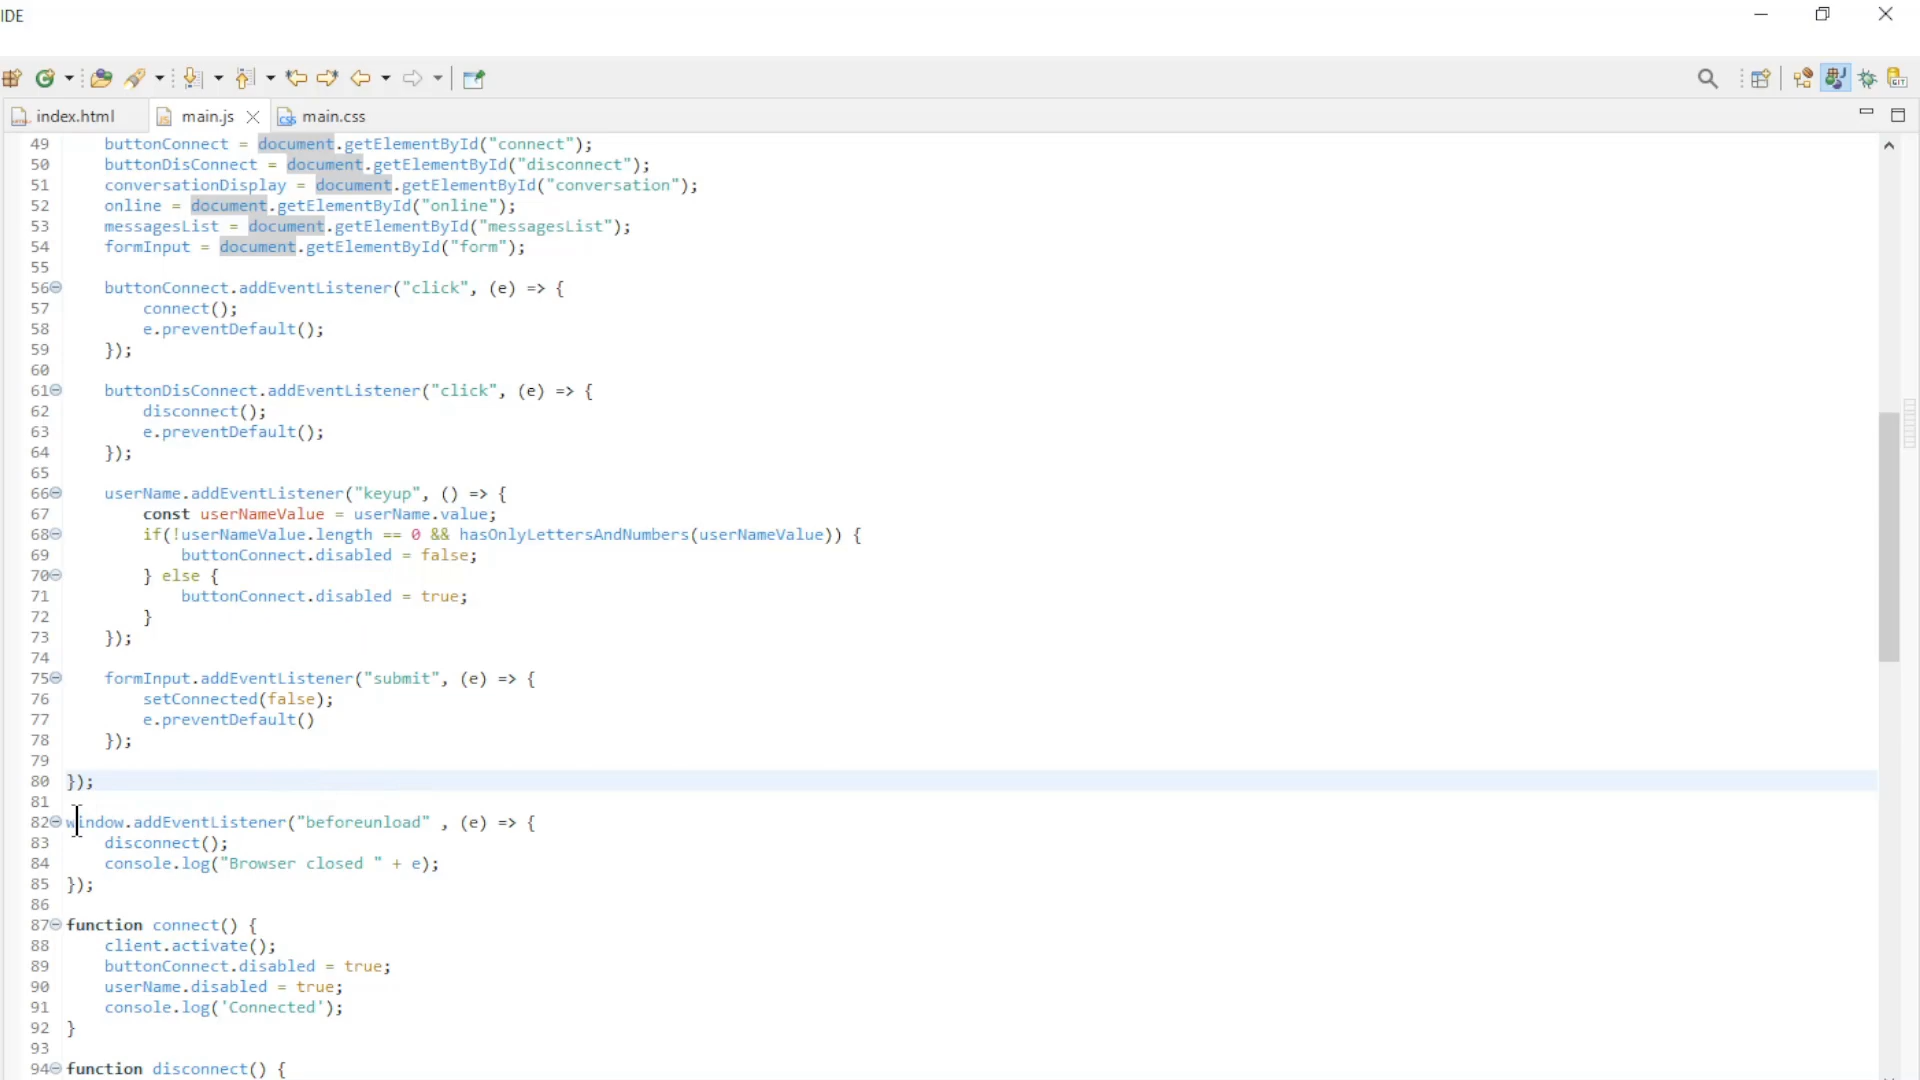 IDE
index.html main.js main.css
49 buttonConnect = document.getElementById("connect");
50 buttonDisConnect = document.getElementById("disconnect");
51 conversationDisplay = document.getElementById("conversation");
52 online = document.getElementById("online");
53 messagesList = document.getElementById("messagesList");
54 formInput = document.getElementById("form");
55
56 buttonConnect.addEventListener("click", (e) => {
57 connect();
58 e.preventDefault();
59 });
60
61 buttonDisConnect.addEventListener("click", (e) => {
62 disconnect();
63 e.preventDefault();
64 });
65
66 userName.addEventListener("keyup", () => {
67 const userNameValue = userName.value;
68 if(!userNameValue.length == 0 && hasOnlyLettersAndNumbers(userNameValue)) {
69 buttonConnect.disabled = false;
70 } else {
71 buttonConnect.disabled = true;
72 }
73 });
74
75 formInput.addEventListener("submit", (e) => {
76 setConnected(false);
77 e.preventDefault()
78 });
79
80 });
81
82 window.addEventListener("beforeunload" , (e) => {
83 disconnect();
84 console.log("Browser closed " + e);
85 });
86
87 function connect() {
88 client.activate();
89 buttonConnect.disabled = true;
90 userName.disabled = true;
91 console.log('Connected');
92 }
93
94 function disconnect() {